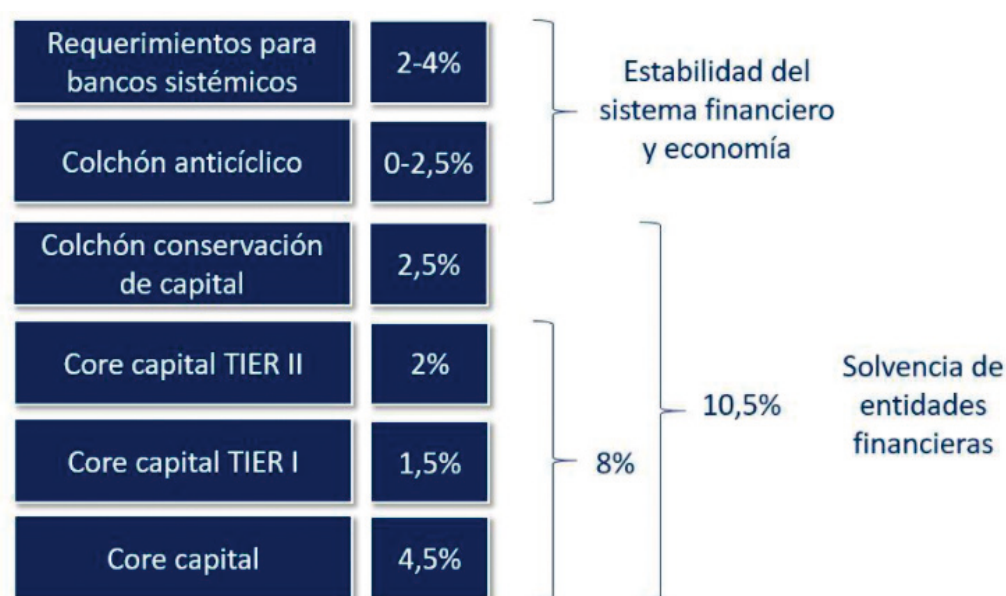 Requerimientos para
bancos sistémicos
2-4%
Estabilidad del
sistema financiero
y economía
Colchón anticíclico
0-2,5%
Colchón conservación
de capital
2,5%
Core capital TIER II
2%
Core capital TIER I
1,5%
Core capital
4,5%
8%
10,5%
Solvencia de
entidades
financieras